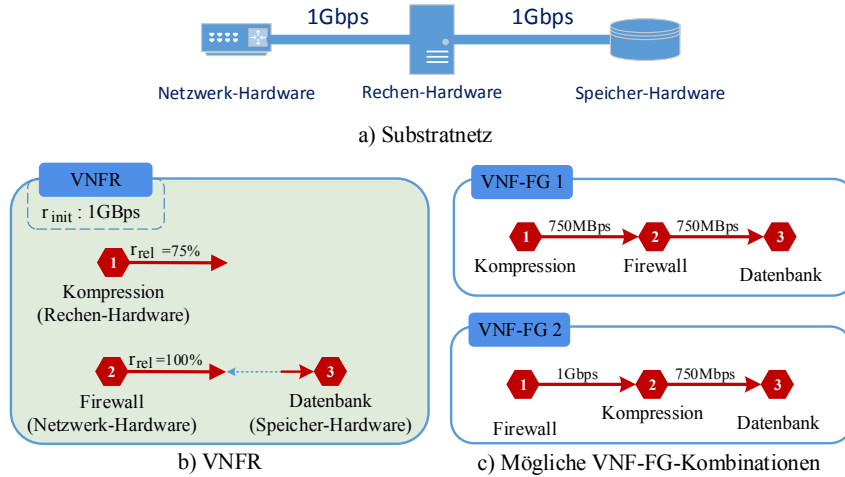 1Gbps 1Gbps
Netzwerk-Hardware Rechen-Hardware Speicher-Hardware
a) Substratnetz
VNFR
r init : 1GBps
r rel =75%
1
Kompression
(Rechen-Hardware)
r rel =100%
2 3
Firewall Datenbank
(Netzwerk-Hardware) (Speicher-Hardware)
b) VNFR
VNF-FG 1
750MBps 750MBps
1 2 3
Kompression Firewall Datenbank
VNF-FG 2
1Gbps 750Mbps
1 2 3
Firewall Kompression Datenbank
c) Mögliche VNF-FG-Kombinationen